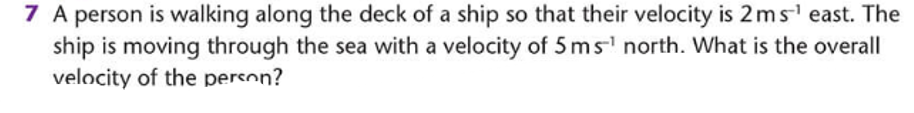 7 A person is walking along the deck of a ship so that their velocity is 2 m s⁻¹ east. The
ship is moving through the sea with a velocity of 5 m s⁻¹ north. What is the overall
velocity of the person?